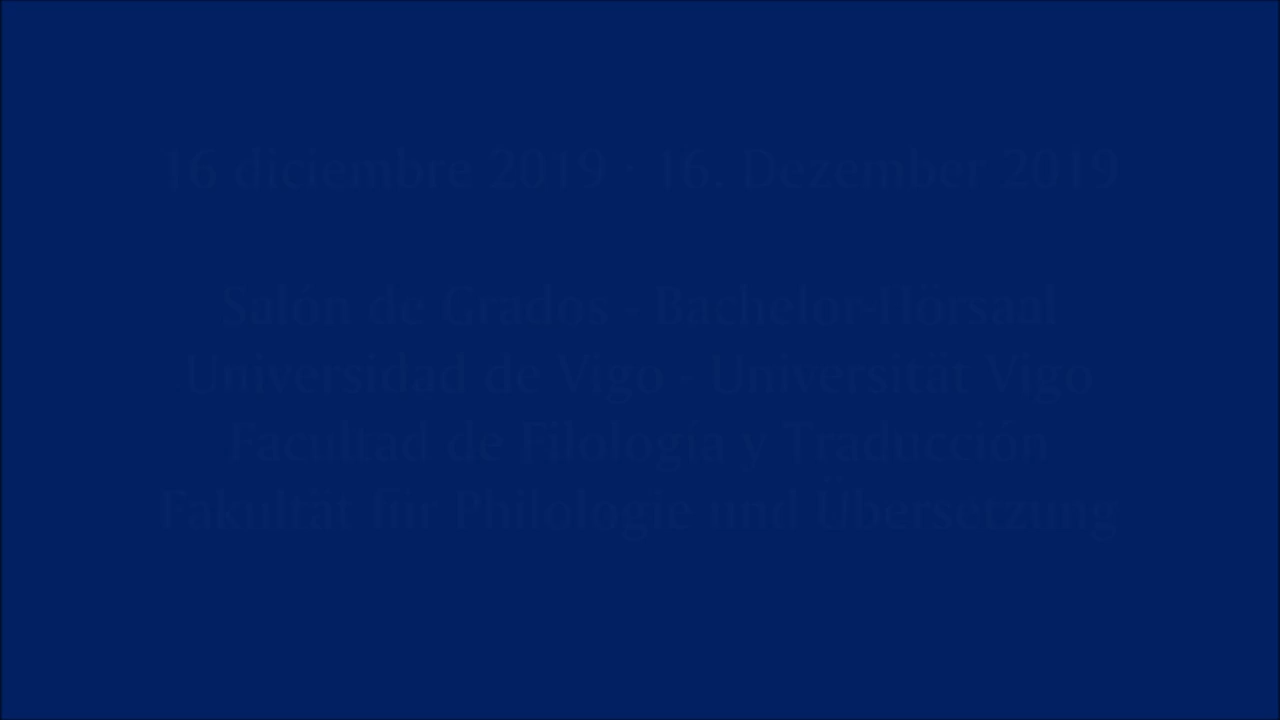 16 diciembre 2019 · 16. Dezember 2019
Salón de Grados - Bachelor-Hörsaal
Universidad de Vigo - Universität Vigo
Facultad de Filología y Traducción
Fakultät für Philologie und Übersetzung